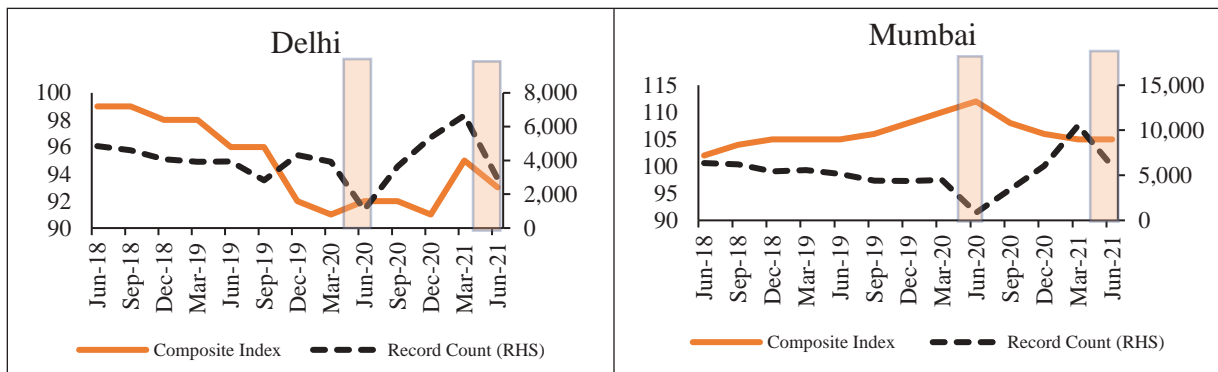 Delhi
100
98
96
94
92
90
8,000
6,000
4,000
2,000
0
Jun-18
Sep-18
Dec-18
Mar-19
Jun-19
Sep-19
Dec-19
Mar-20
Jun-20
Sep-20
Dec-20
Mar-21
Jun-21
Composite Index
Record Count (RHS)
Mumbai
115
110
105
100
95
90
15,000
10,000
5,000
0
Jun-18
Sep-18
Dec-18
Mar-19
Jun-19
Sep-19
Dec-19
Mar-20
Jun-20
Sep-20
Dec-20
Mar-21
Jun-21
Composite Index
Record Count (RHS)